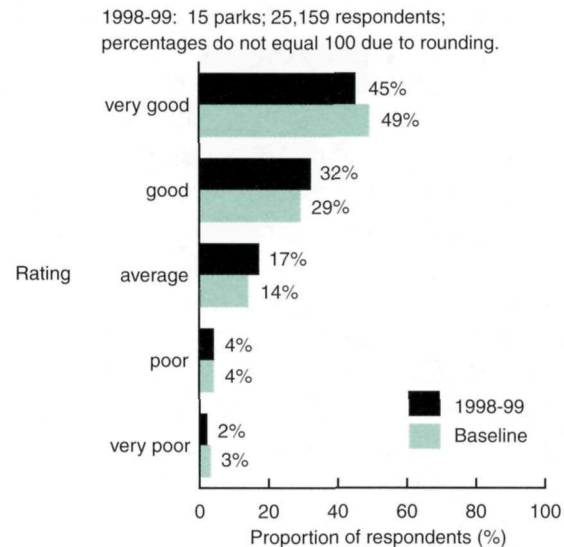 1998-99: 15 parks; 25,159 respondents;
percentages do not equal 100 due to rounding.
very good
45%
49%
good
32%
29%
Rating
average
17%
14%
poor
4%
4%
very poor
2%
3%
1998-99
Baseline
0 20 40 60 80 100
Proportion of respondents (%)